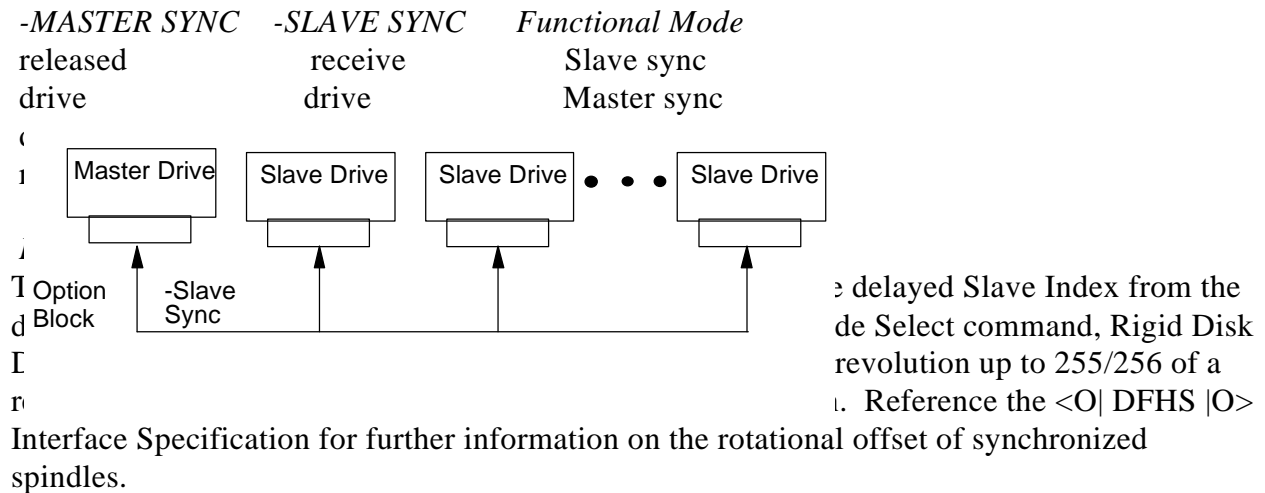 -MASTER SYNC -SLAVE SYNC Functional Mode
released receive Slave sync
drive drive Master sync
Master Drive Slave Drive Slave Drive Slave Drive
Option Block
-Slave Sync
delayed Slave Index from the
Select command, Rigid Disk
revolution up to 255/256 of a
Reference the <O| DFHS |O>
Interface Specification for further information on the rotational offset of synchronized
spindles.